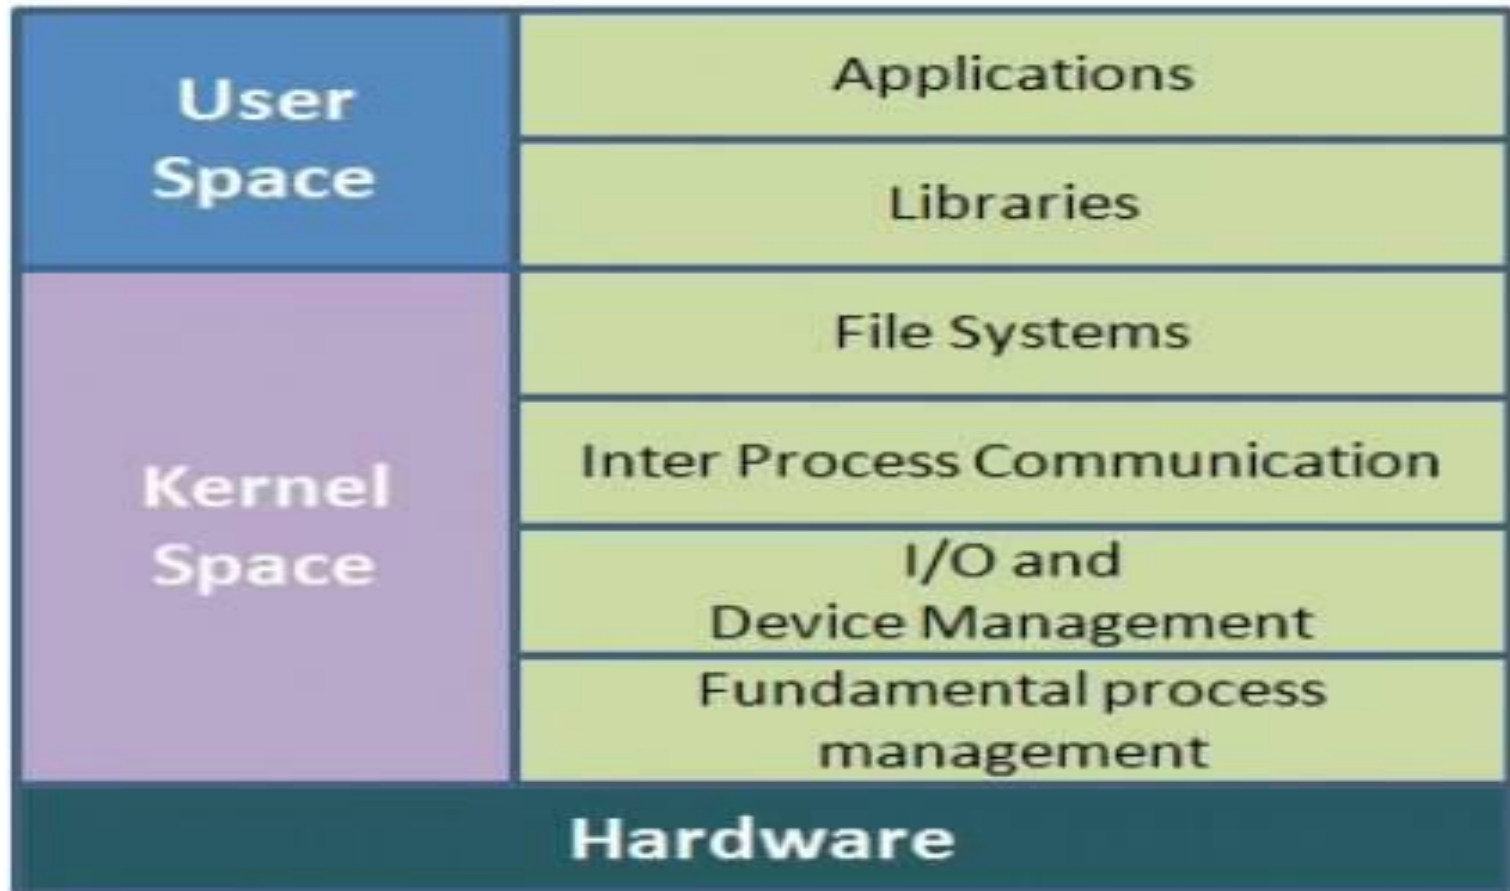 User
Space
Applications
Libraries
Kernel
Space
File Systems
Inter Process Communication
I/O and
Device Management
Fundamental process
management
Hardware